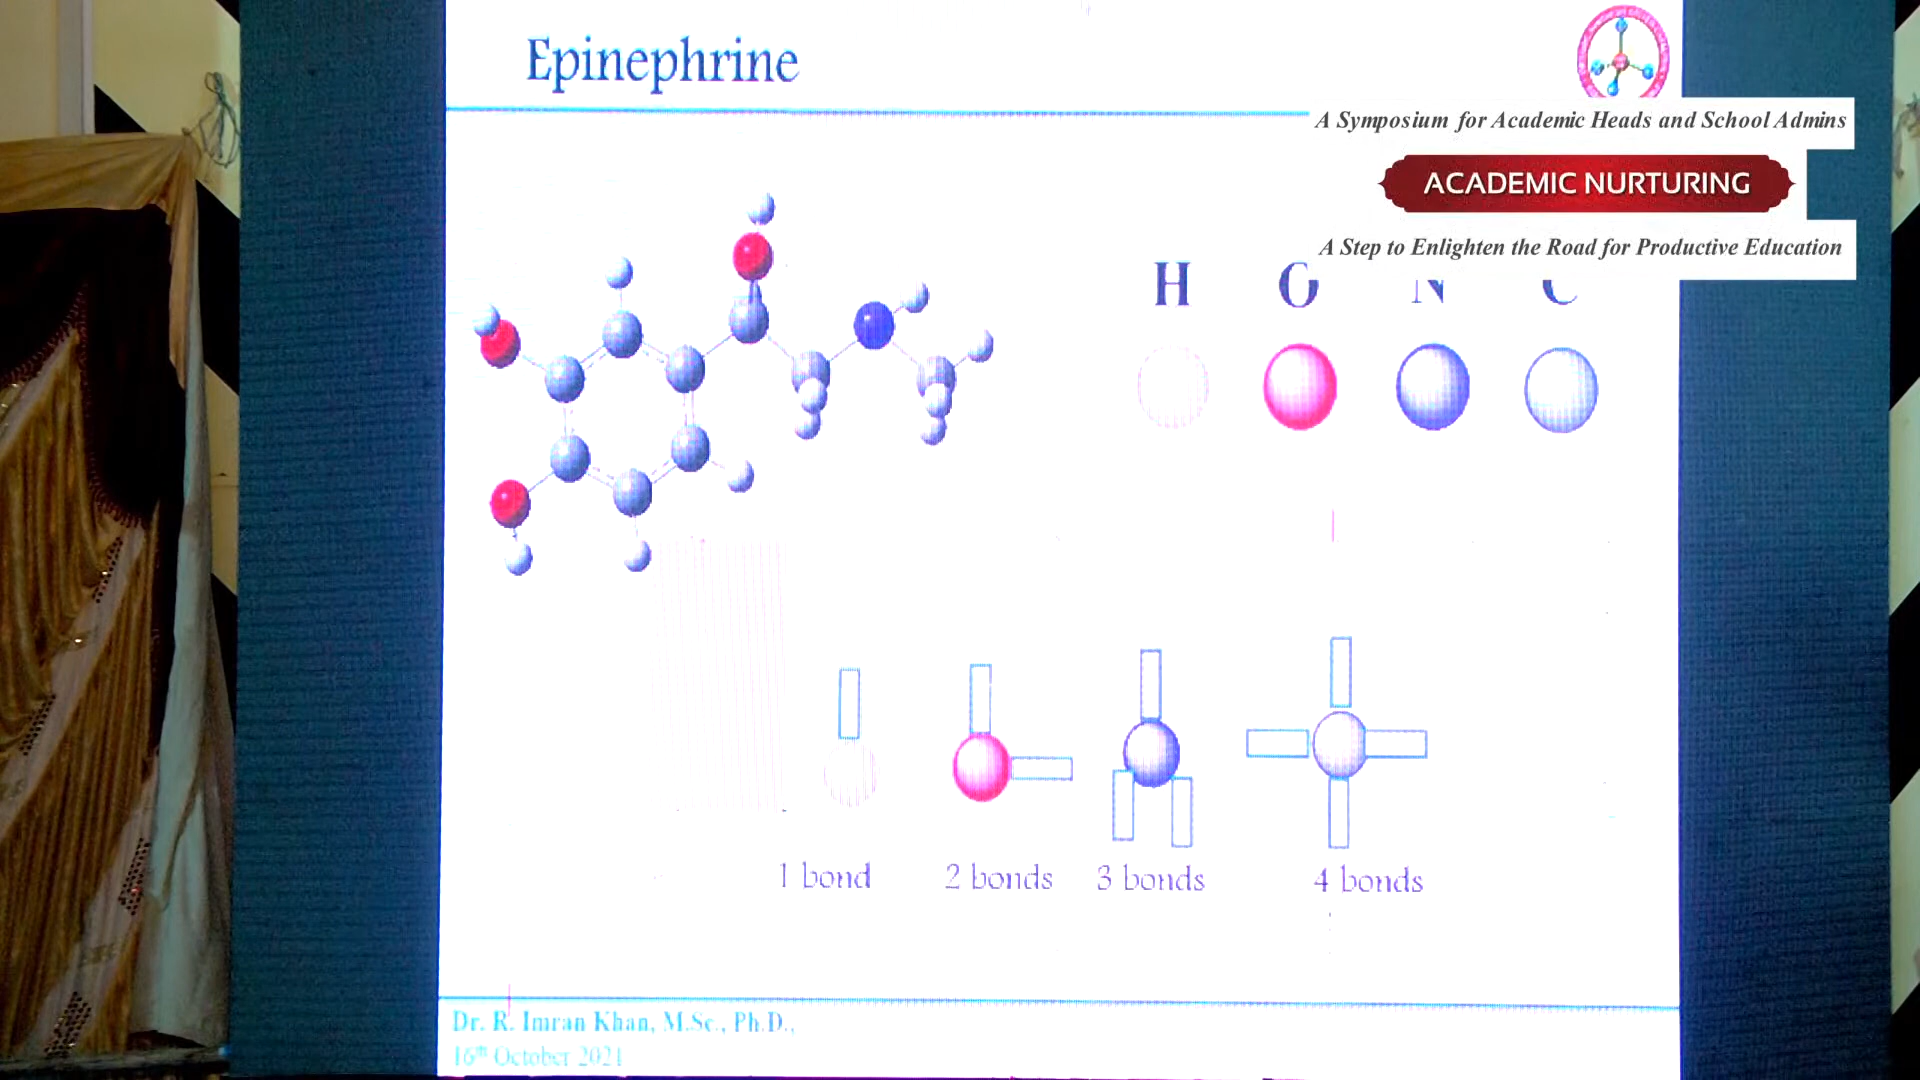 Epinephrine
A Symposium for Academic Heads and School Admins
ACADEMIC NURTURING
A Step to Enlighten the Road for Productive Education
H O N C
1 bond 2 bonds 3 bonds 4 bonds
Dr. R. Imran Khan, M.Sc., Ph.D.,
16th October 2021